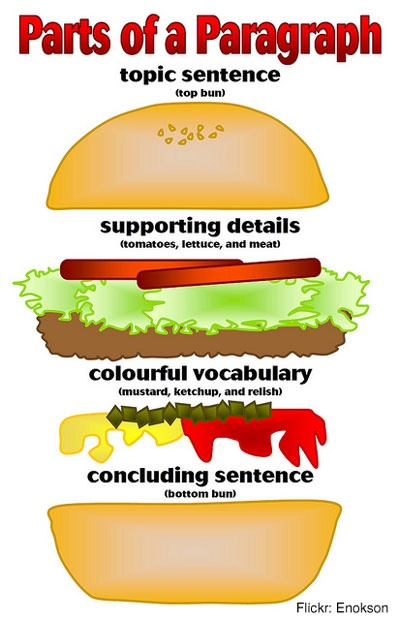 Parts of a Paragraph
topic sentence
(top bun)
supporting details
(tomatoes, lettuce, and meat)
colourful vocabulary
(mustard, ketchup, and relish)
concluding sentence
(bottom bun)
Flickr: Enokson